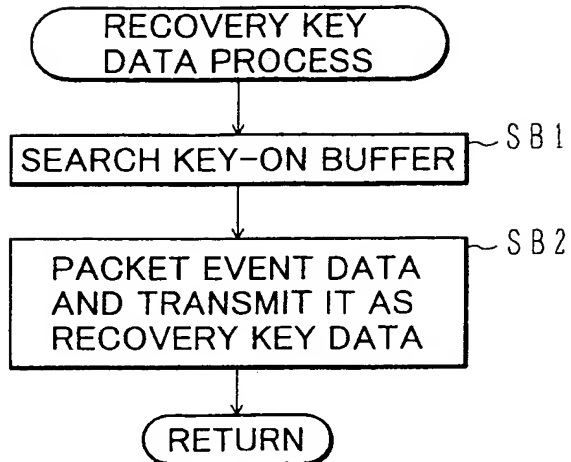 RECOVERY KEY
DATA PROCESS
SB1
SEARCH KEY-ON BUFFER
SB2
PACKET EVENT DATA
AND TRANSMIT IT AS
RECOVERY KEY DATA
RETURN